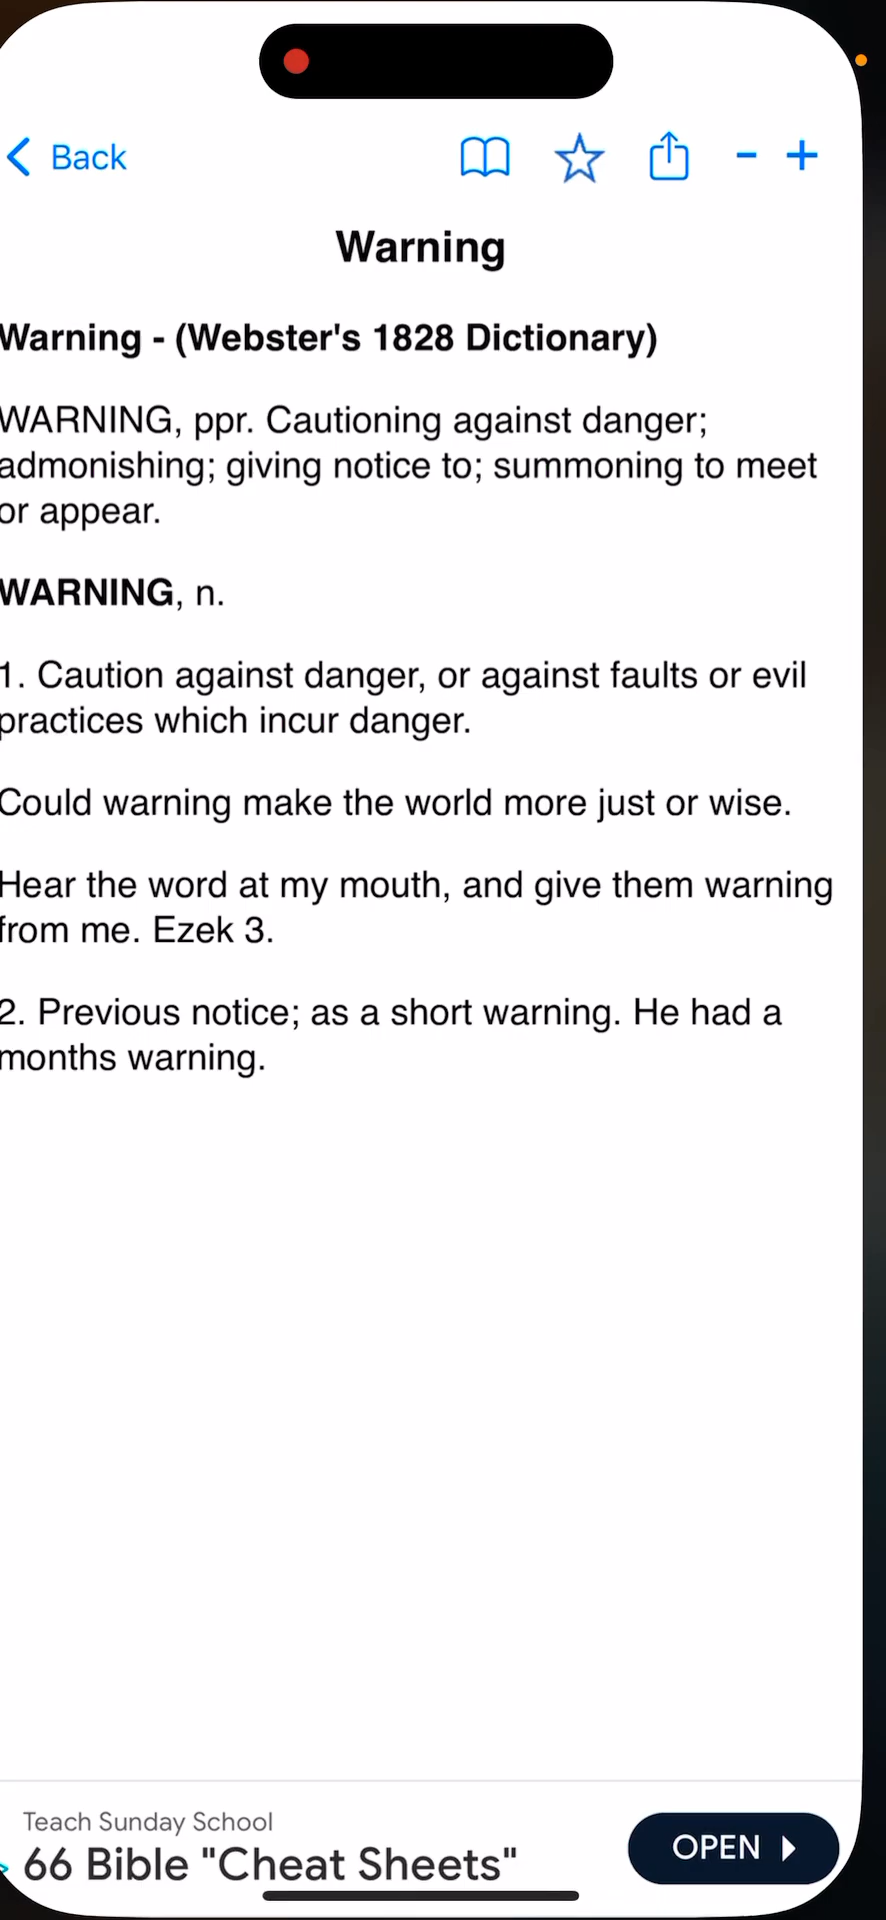 Back
Warning
Warning - (Webster's 1828 Dictionary)
WARNING, ppr. Cautioning against danger;
admonishing; giving notice to; summoning to meet
or appear.
WARNING, n.
1. Caution against danger, or against faults or evil
practices which incur danger.
Could warning make the world more just or wise.
Hear the word at my mouth, and give them warning
from me. Ezek 3.
2. Previous notice; as a short warning. He had a
months warning.
Teach Sunday School
66 Bible "Cheat Sheets"
OPEN